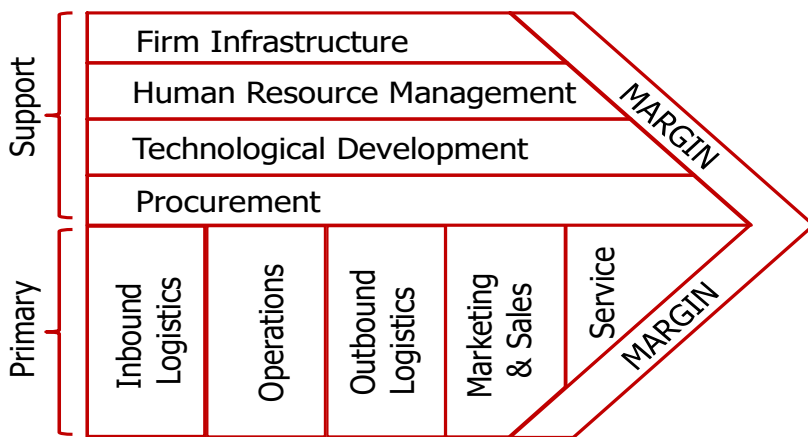 Support
Firm Infrastructure
Human Resource Management
Technological Development
Procurement
MARGIN
Primary
Inbound
Logistics
Operations
Outbound
Logistics
Marketing
& Sales
Service
MARGIN